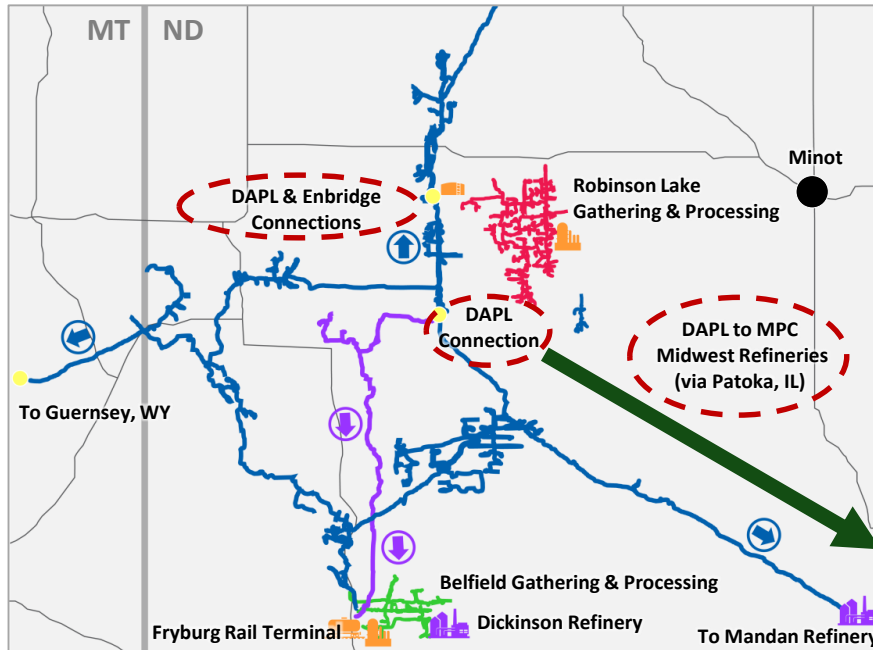 MT
ND
Minot
DAPL & Enbridge
Connections
Robinson Lake
Gathering & Processing
DAPL
Connection
DAPL to MPC
Midwest Refineries
(via Patoka, IL)
To Guernsey, WY
Belfield Gathering & Processing
Dickinson Refinery
Fryburg Rail Terminal
To Mandan Refinery